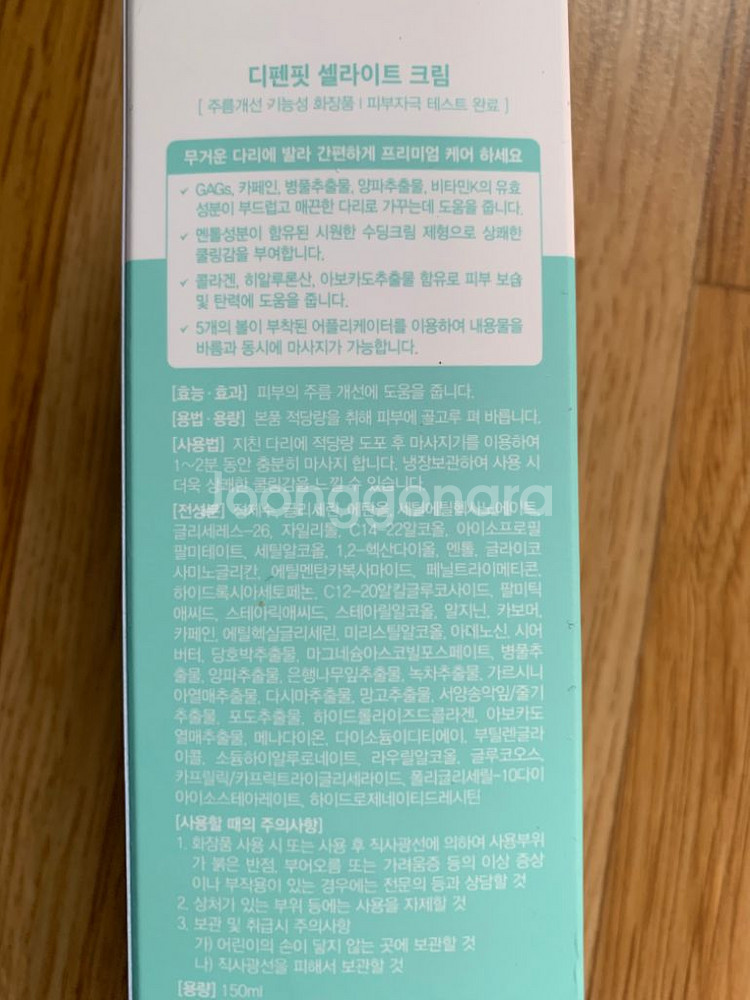 디펜핏 셀라이트 크림
[ 주름개선 기능성 화장품 | 피부자극 테스트 완료 ]
무거운 다리에 발라 간편하게 프리미엄 케어 하세요
✓ GAGs, 카페인, 병풀추출물, 양파추출물, 비타민K의 유효
성분이 부드럽고 매끈한 다리로 가꾸는데 도움을 줍니다.
✓ 멘톨성분이 함유된 시원한 수딩크림 제형으로 상쾌한
쿨링감을 부여합니다.
✓ 콜라겐, 히알루론산, 아보카도추출물 함유로 피부 보습
및 탄력에 도움을 줍니다.
✓ 5개의 볼이 부착된 어플리케이터를 이용하여 내용물을
바름과 동시에 마사지가 가능합니다.
[효능·효과] 피부의 주름 개선에 도움을 줍니다.
[용법·용량] 본품 적당량을 취해 피부에 골고루 펴 바릅니다.
[사용법] 지친 다리에 적당량 도포 후 마사지기를 이용하여
1~2분 동안 충분히 마사지 합니다. 냉장보관하여 사용 시
더욱 상쾌한 쿨링감을 느낄 수 있습니다.
Joonggonara
[전성분] 정제수, 글리세린, 에탄올, 세틸에틸헥사노에이트,
글리세레스-26, 자일리톨, C14-22알코올, 아이소프로필
팔미테이트, 세틸알코올, 1,2-헥산다이올, 멘톨, 글라이코
사미노글리칸, 에틸멘탄카복사마이드, 페닐트라이메티콘,
하이드록시아세토페논, C12-20알킬글루코사이드, 팔미틱
애씨드, 스테아릭애씨드, 스테아릴알코올, 알지닌, 카보머,
카페인, 에틸헥실글리세린, 미리스틸알코올, 아데노신, 시어
버터, 당호박추출물, 마그네슘아스코빌포스페이트, 병풀추
출물, 양파추출물, 은행나무잎추출물, 녹차추출물, 가르시니
아열매추출물, 다시마추출물, 망고추출물, 서양송악잎/줄기
추출물, 포도추출물, 하이드롤라이즈드콜라겐, 아보카도
열매추출물, 메나다이온, 다이소듐이디티에이, 부틸렌글라
이콜, 소듐하이알루로네이트, 라우릴알코올, 글루코오스,
카프릴릭/카프릭트라이글리세라이드, 폴리글리세릴-10다이
아이소스테아레이트, 하이드로제네이티드레시틴
[사용할 때의 주의사항]
1. 화장품 사용 시 또는 사용 후 직사광선에 의하여 사용부위
가 붉은 반점, 부어오름 또는 가려움증 등의 이상 증상
이나 부작용이 있는 경우에는 전문의 등과 상담할 것
2. 상처가 있는 부위 등에는 사용을 자제할 것
3. 보관 및 취급시 주의사항
가) 어린이의 손이 닿지 않는 곳에 보관할 것
나) 직사광선을 피해서 보관할 것
[용량] 150ml